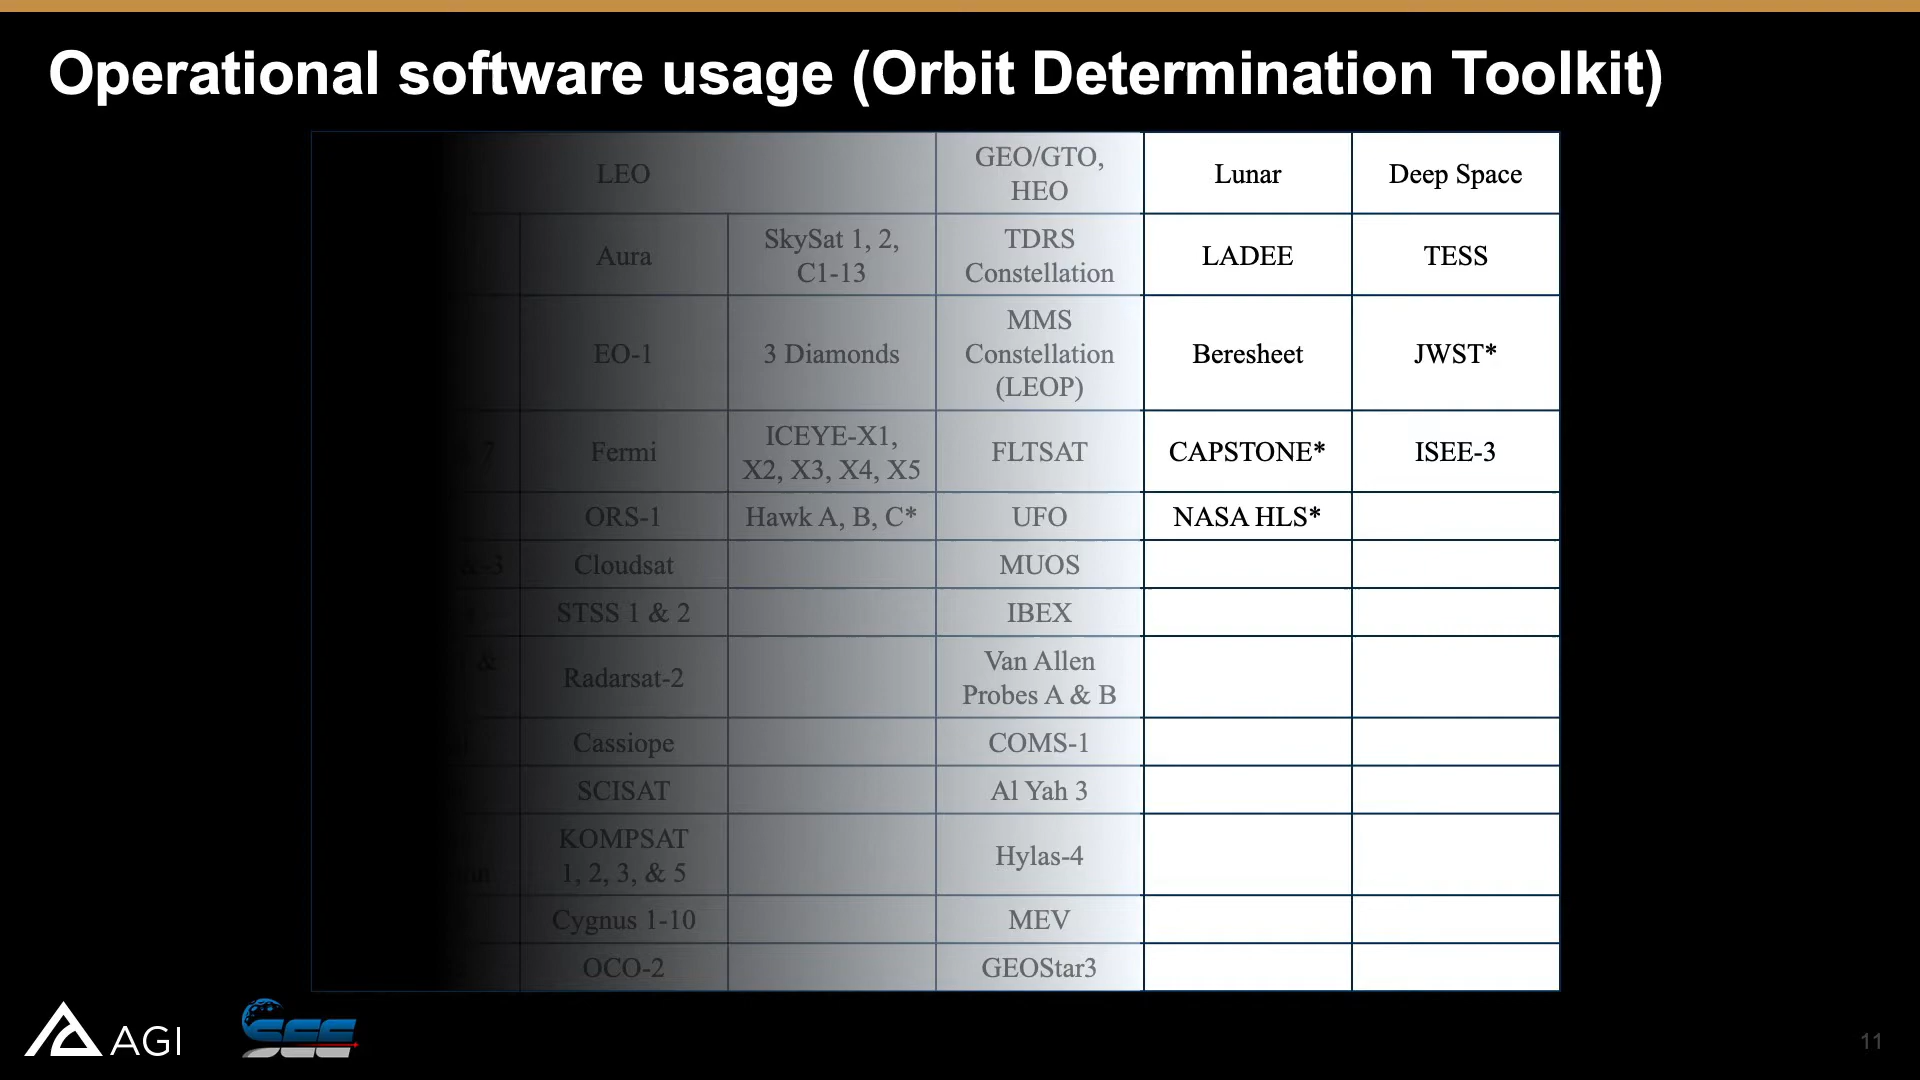 Operational software usage (Orbit Determination Toolkit)
LEO
GEO/GTO,
HEO
Lunar
Deep Space
Aura
SkySat 1, 2,
C1-13
TDRS
Constellation
LADEE
TESS
EO-1
3 Diamonds
MMS
Constellation
(LEOP)
Beresheet
JWST*
Fermi
ICEYE-X1,
X2, X3, X4, X5
FLTSAT
CAPSTONE*
ISEE-3
ORS-1
Hawk A, B, C*
UFO
NASA HLS*
Cloudsat
MUOS
STSS 1 & 2
IBEX
Radarsat-2
Van Allen
Probes A & B
Cassiope
COMS-1
SCISAT
Al Yah 3
KOMPSAT
1, 2, 3, & 5
Hylas-4
Cygnus 1-10
MEV
OCO-2
GEOStar3
AGI
SEE
11